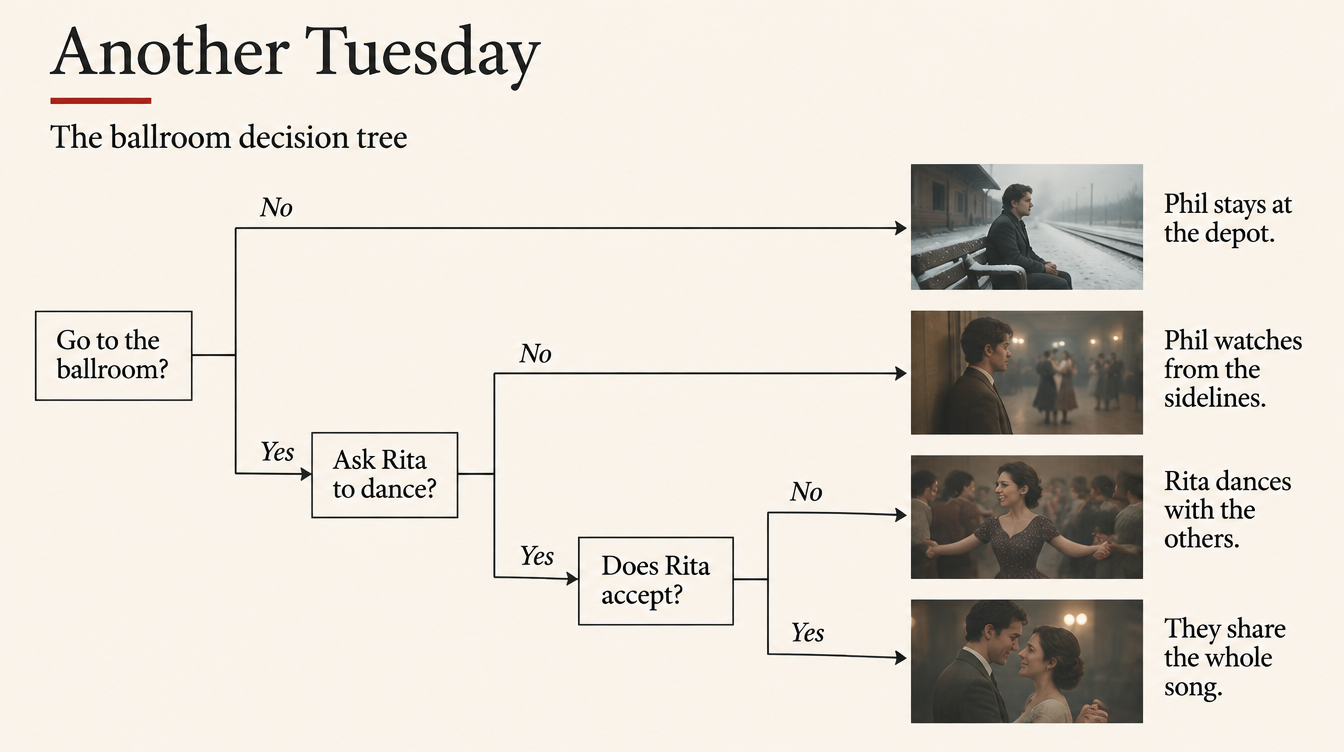 Another Tuesday
The ballroom decision tree
No
Phil stays at
the depot.
Go to the
ballroom?
No
Phil watches
from the
sidelines.
Yes
Ask Rita
to dance?
No
Rita dances
with the
others.
Yes
Does Rita
accept?
Yes
They share
the whole
song.